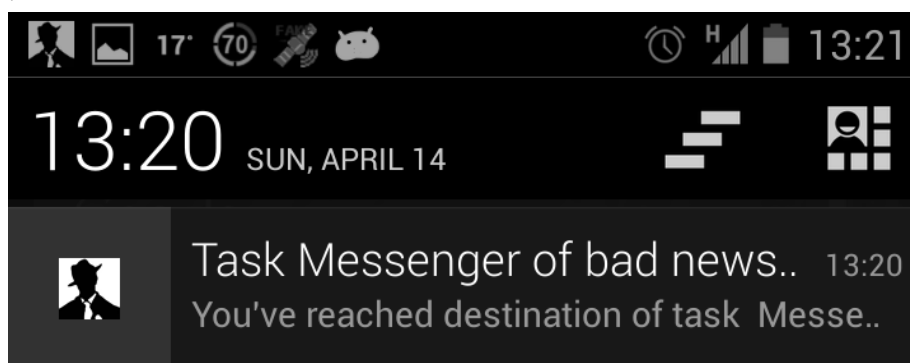 17° 70 FAKE H 13:21
13:20 SUN, APRIL 14
Task Messenger of bad news.. 13:20
You've reached destination of task Messe..